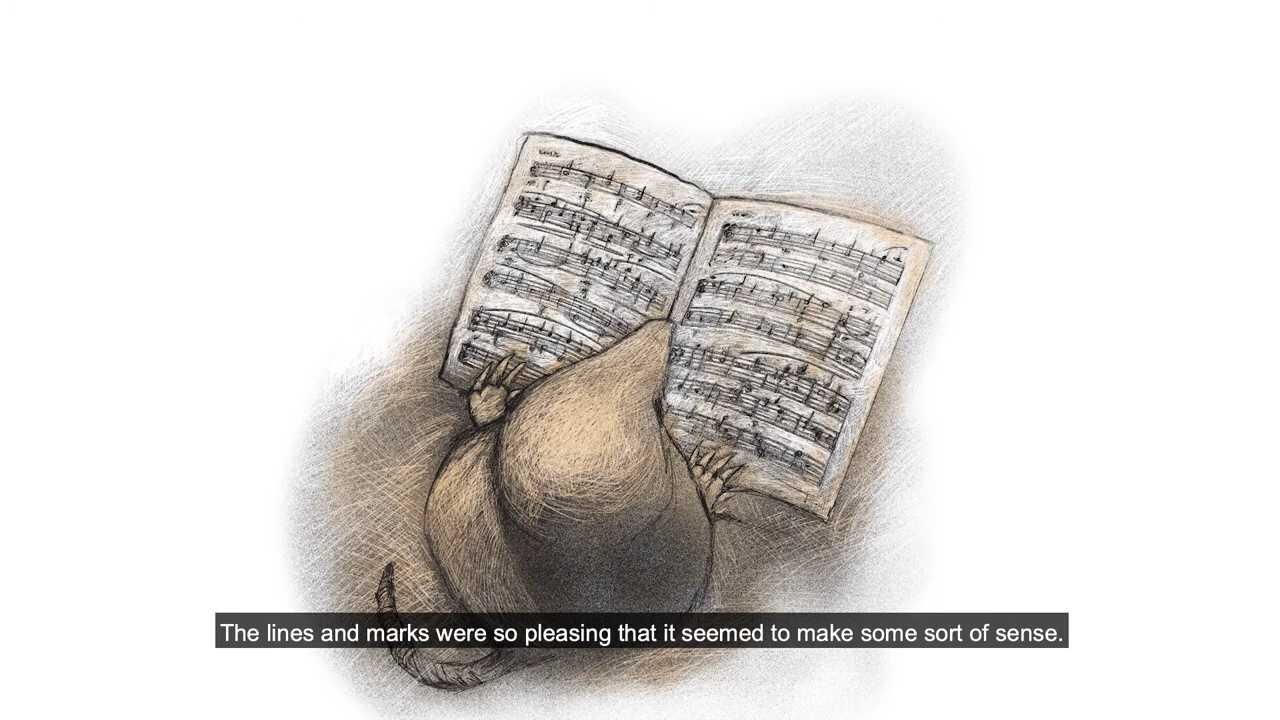 The lines and marks were so pleasing that it seemed to make some sort of sense.